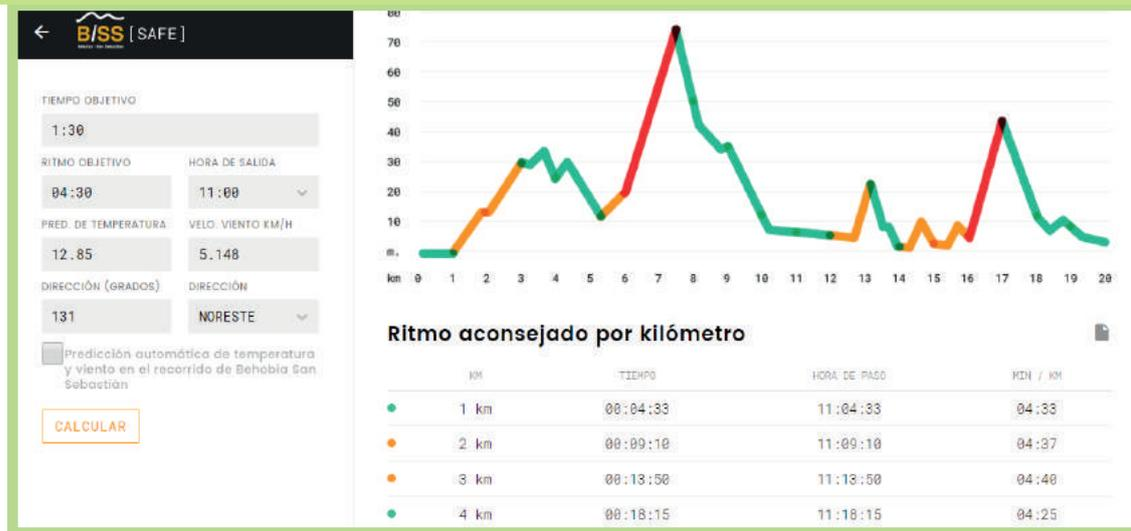 B/SS [SAFE]
TIEMPO OBJETIVO
1:30
RITMO OBJETIVO HORA DE SALIDA
04:30 11:00
PRED. DE TEMPERATURA VELO. VIENTO KM/H
12.85 5.148
DIRECCIÓN (GRADOS) DIRECCIÓN
131 NORESTE
Predicción automática de temperatura
y viento en el recorrido de Behobia San
Sebastián
CALCULAR
80
70
60
50
40
30
20
10
m.
km 0 1 2 3 4 5 6 7 8 9 10 11 12 13 14 15 16 17 18 19 20
Ritmo aconsejado por kilómetro
KM TIEMPO HORA DE PASO MIN / KM
1 km 00:04:33 11:04:33 04:33
2 km 00:09:10 11:09:10 04:37
3 km 00:13:50 11:13:50 04:40
4 km 00:18:15 11:18:15 04:25